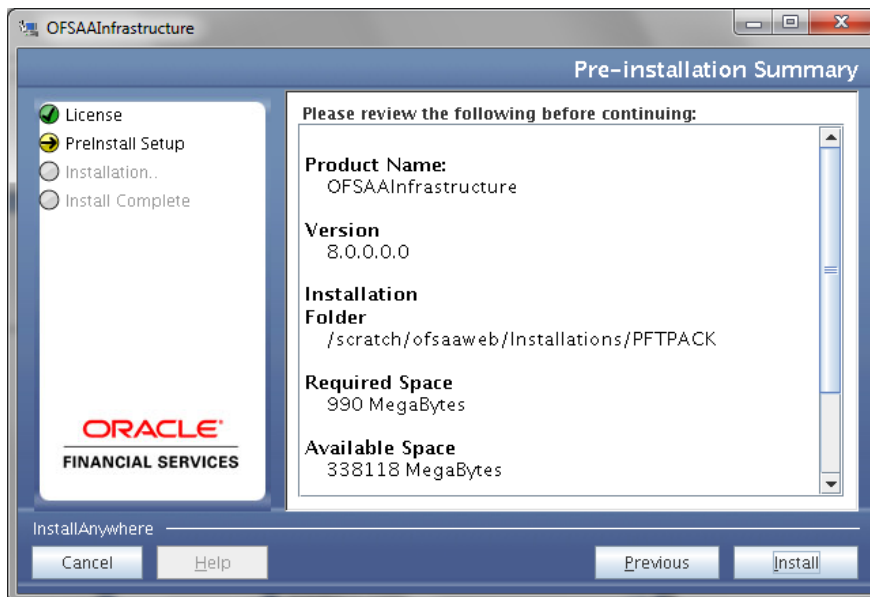 OFSAAInfrastructure
Pre-installation Summary
License
PreInstall Setup
Installation..
Install Complete
ORACLE
FINANCIAL SERVICES
Please review the following before continuing:
Product Name:
OFSAAInfrastructure
Version
8.0.0.0.0
Installation
Folder
/scratch/ofsaaweb/Installations/PFTPACK
Required Space
990 MegaBytes
Available Space
338118 MegaBytes
InstallAnywhere
Cancel
Help
Previous
Install